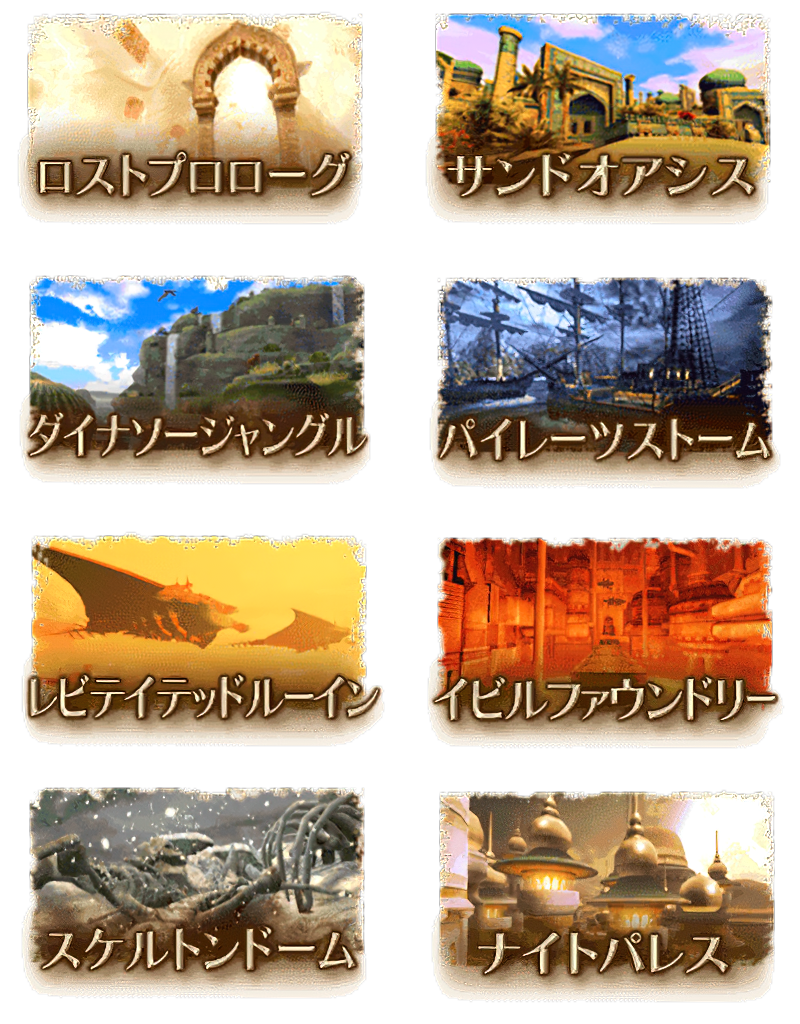 ロストプロローグ
サンドオアシス
ダイナソージャングル
パイレーツストーム
レビテイテッドルーイン
イビルファウンドリー
スケルトンドーム
ナイトパレス